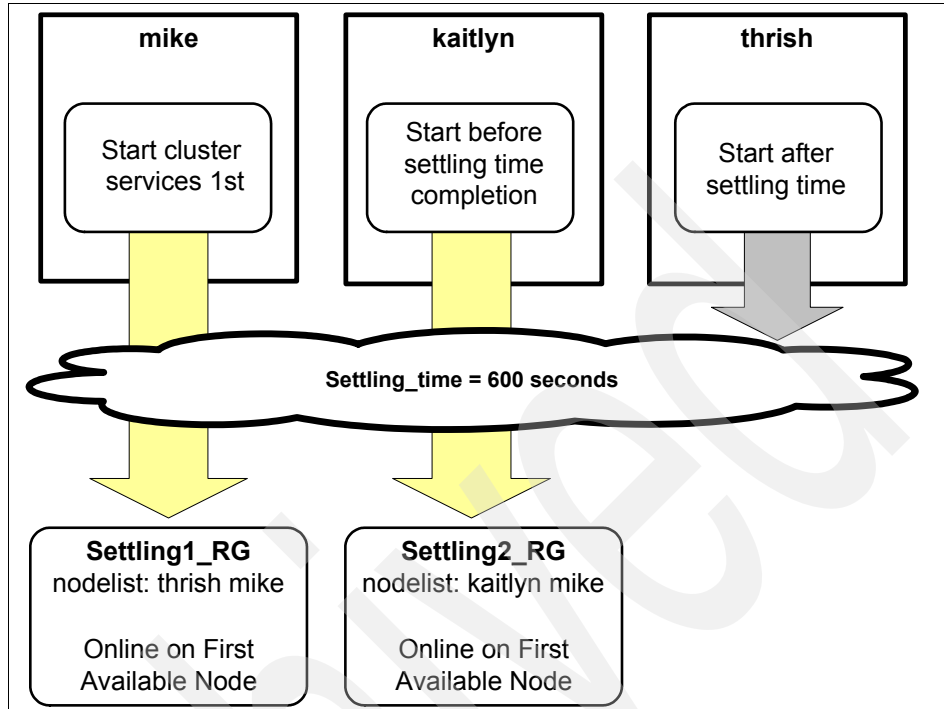 mike
Start cluster
services 1st
kaitlyn
Start before
settling time
completion
thrish
Start after
settling time
Settling_time = 600 seconds
Settling1_RG
nodelist: thrish mike
Online on First
Available Node
Settling2_RG
nodelist: kaitlyn mike
Online on First
Available Node